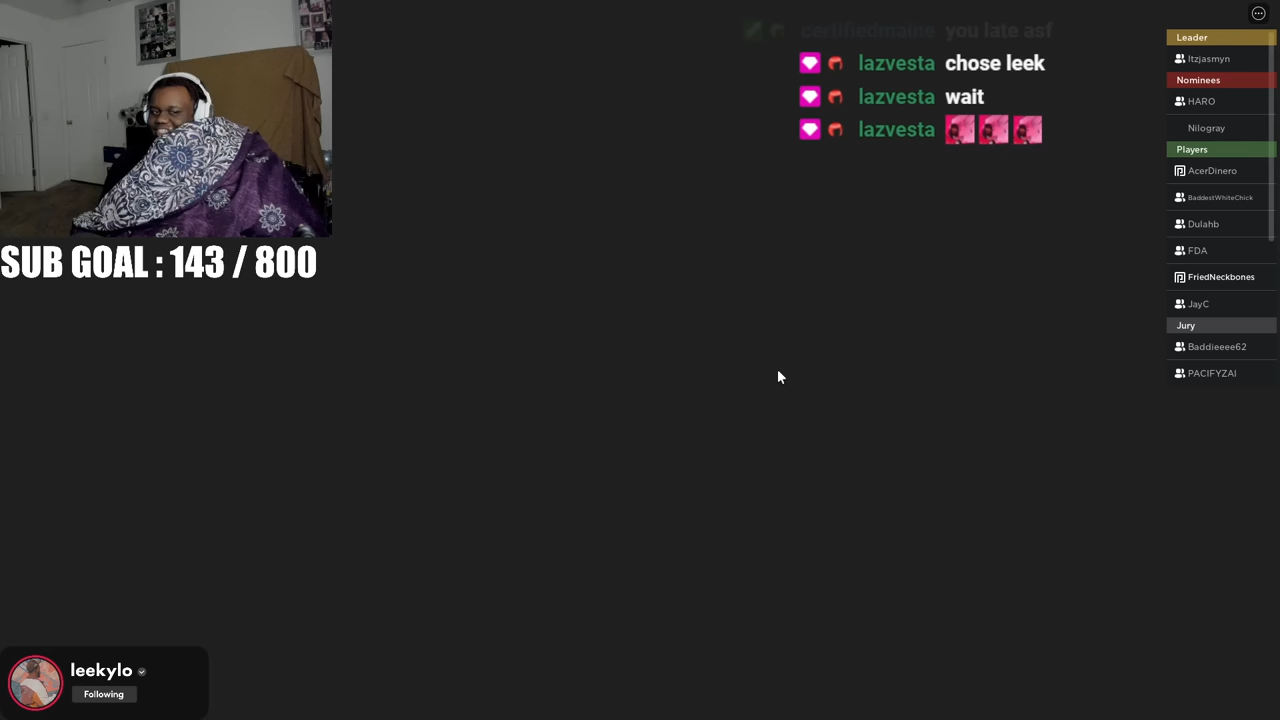 certifiedmaine you late asf
lazvesta chose leek
lazvesta wait
lazvesta
SUB GOAL : 143 / 800
Leader
Itzjasmyn
Nominees
HARO
Nilogray
Players
AcerDinero
BaddestWhiteChick
Dulahb
FDA
FriedNeckbones
JayC
Jury
Baddieeee62
PACIFYZAI
leekylo
Following